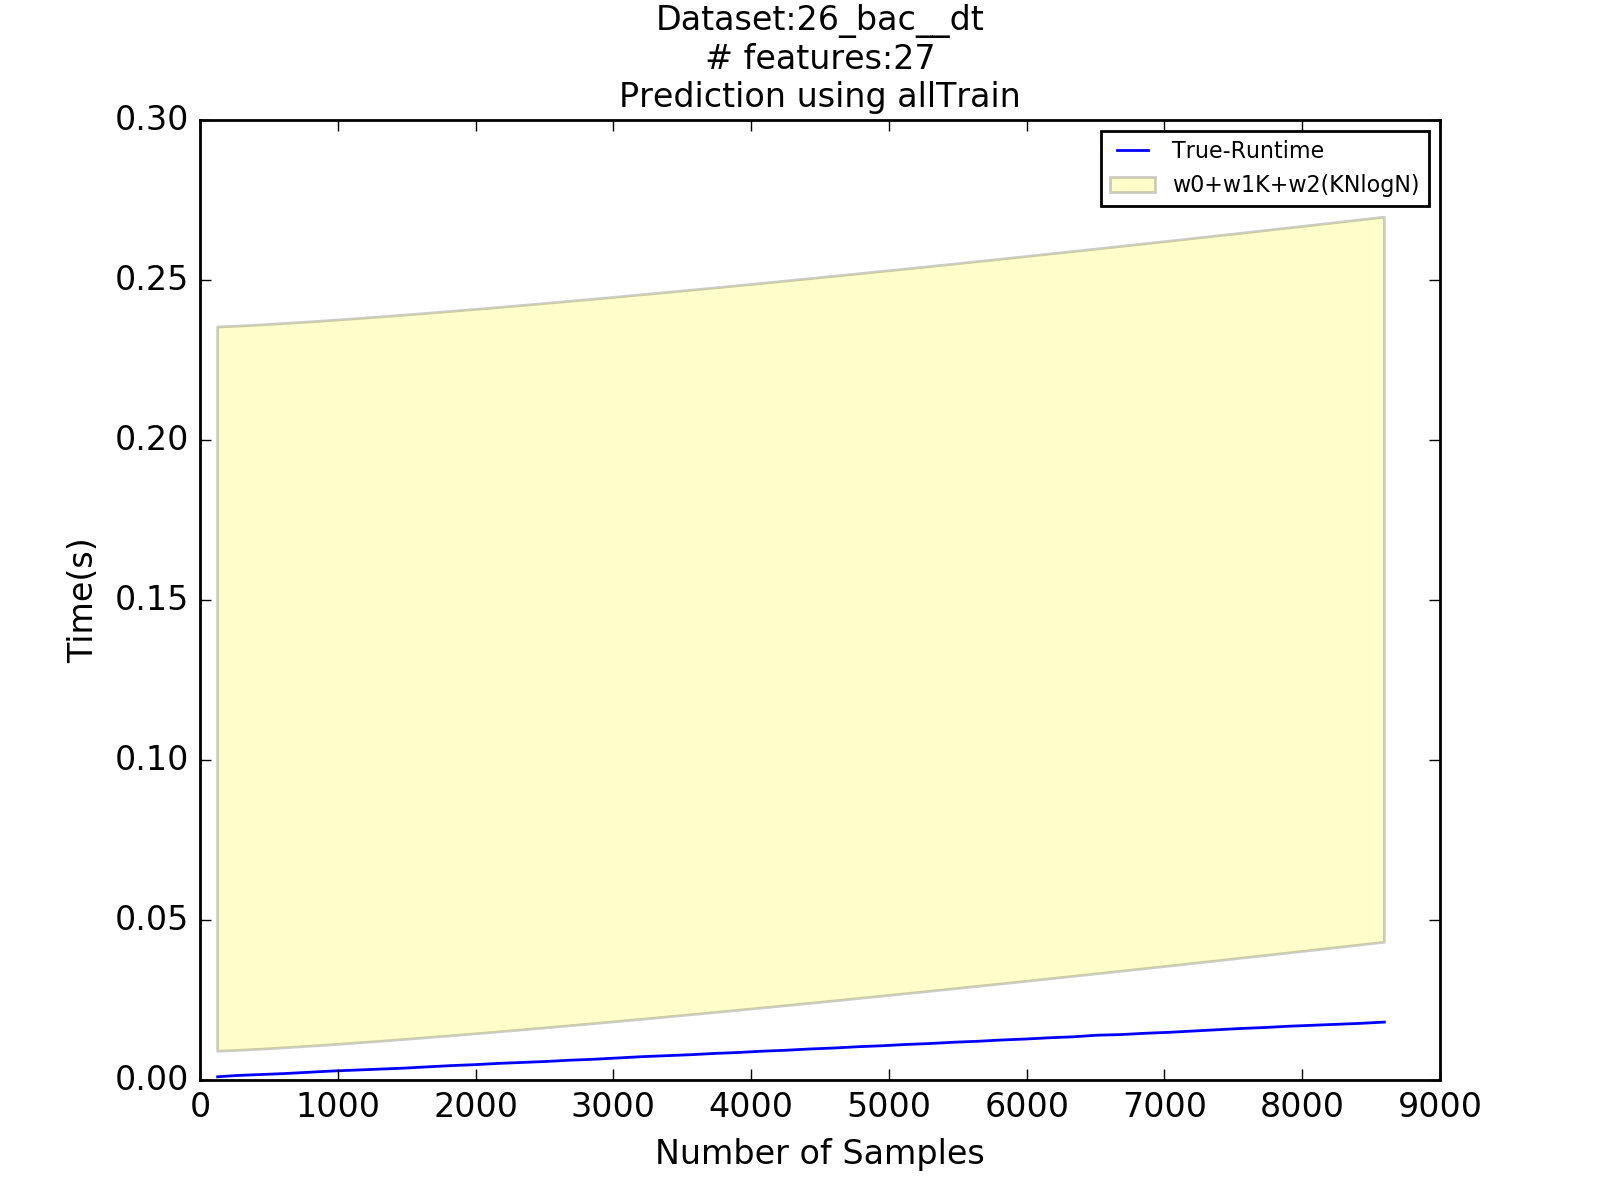 Dataset:26_bac__dt
# features:27
Prediction using allTrain
True-Runtime
w0+w1K+w2(KNlogN)
0.30
0.25
0.20
0.15
0.10
0.05
0.00
Time(s)
0 1000 2000 3000 4000 5000 6000 7000 8000 9000
Number of Samples